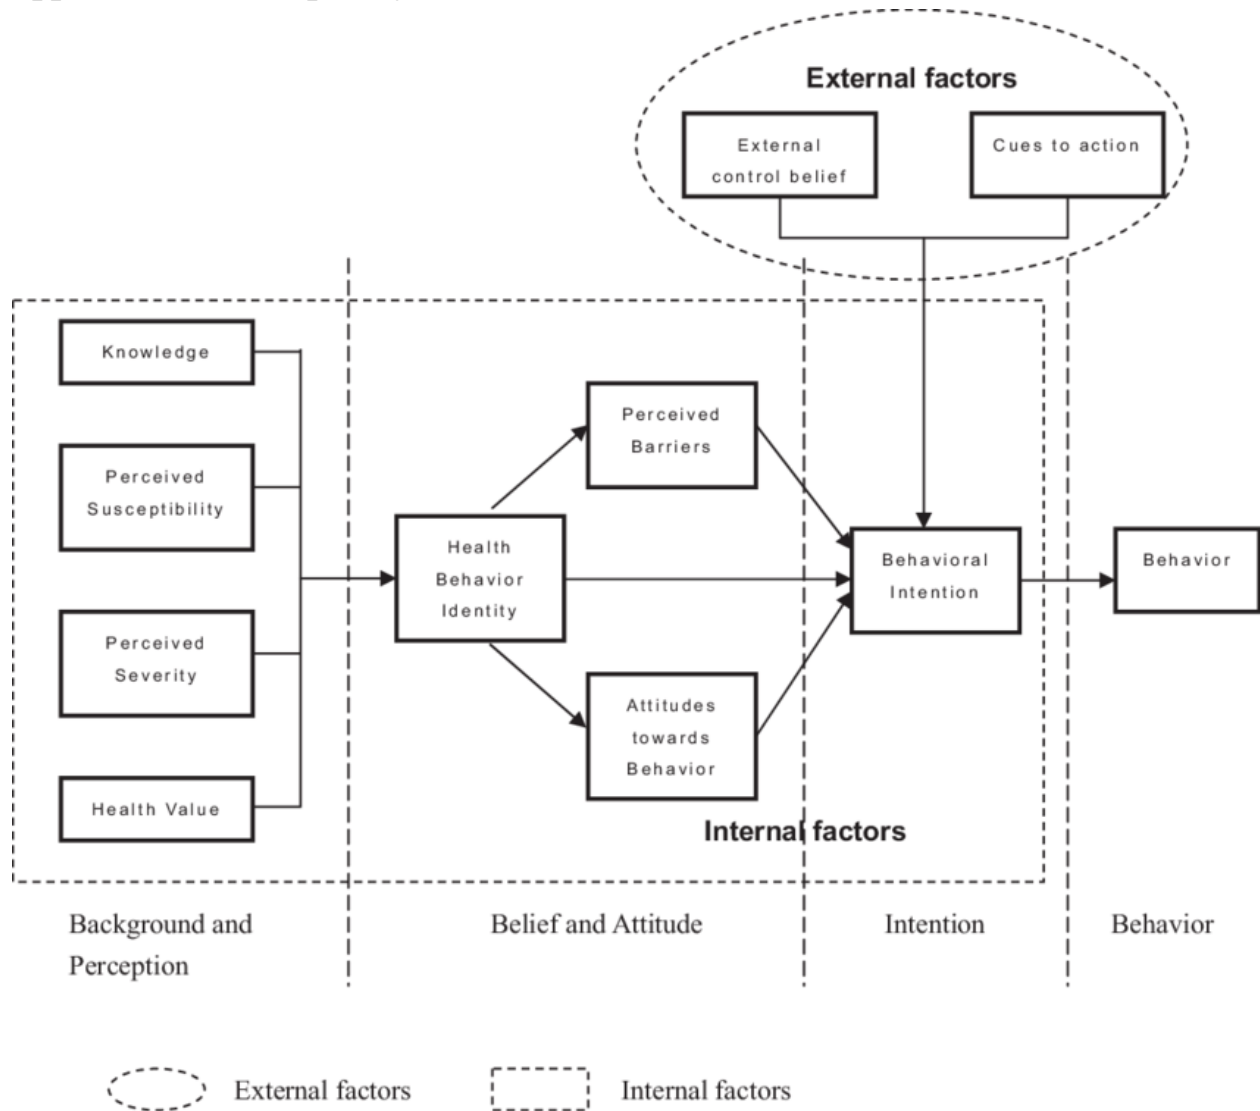 External factors
External
control belief
Cues to action
Knowledge
Perceived
Susceptibility
Perceived
Severity
Health Value
Health
Behavior
Identity
Perceived
Barriers
Attitudes
towards
Behavior
Behavioral
Intention
Behavior
Internal factors
Background and
Perception
Belief and Attitude
Intention
Behavior
External factors
Internal factors